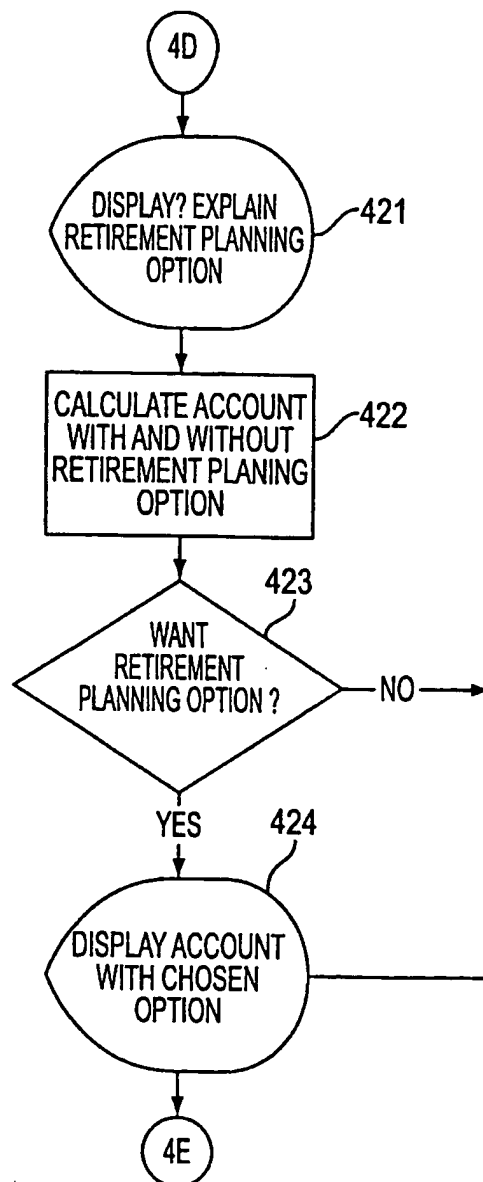 4D
DISPLAY? EXPLAIN
RETIREMENT PLANNING
OPTION
421
CALCULATE ACCOUNT
WITH AND WITHOUT
RETIREMENT PLANING
OPTION
422
423
WANT
RETIREMENT
PLANNING OPTION ?
NO
YES
424
DISPLAY ACCOUNT
WITH CHOSEN
OPTION
4E